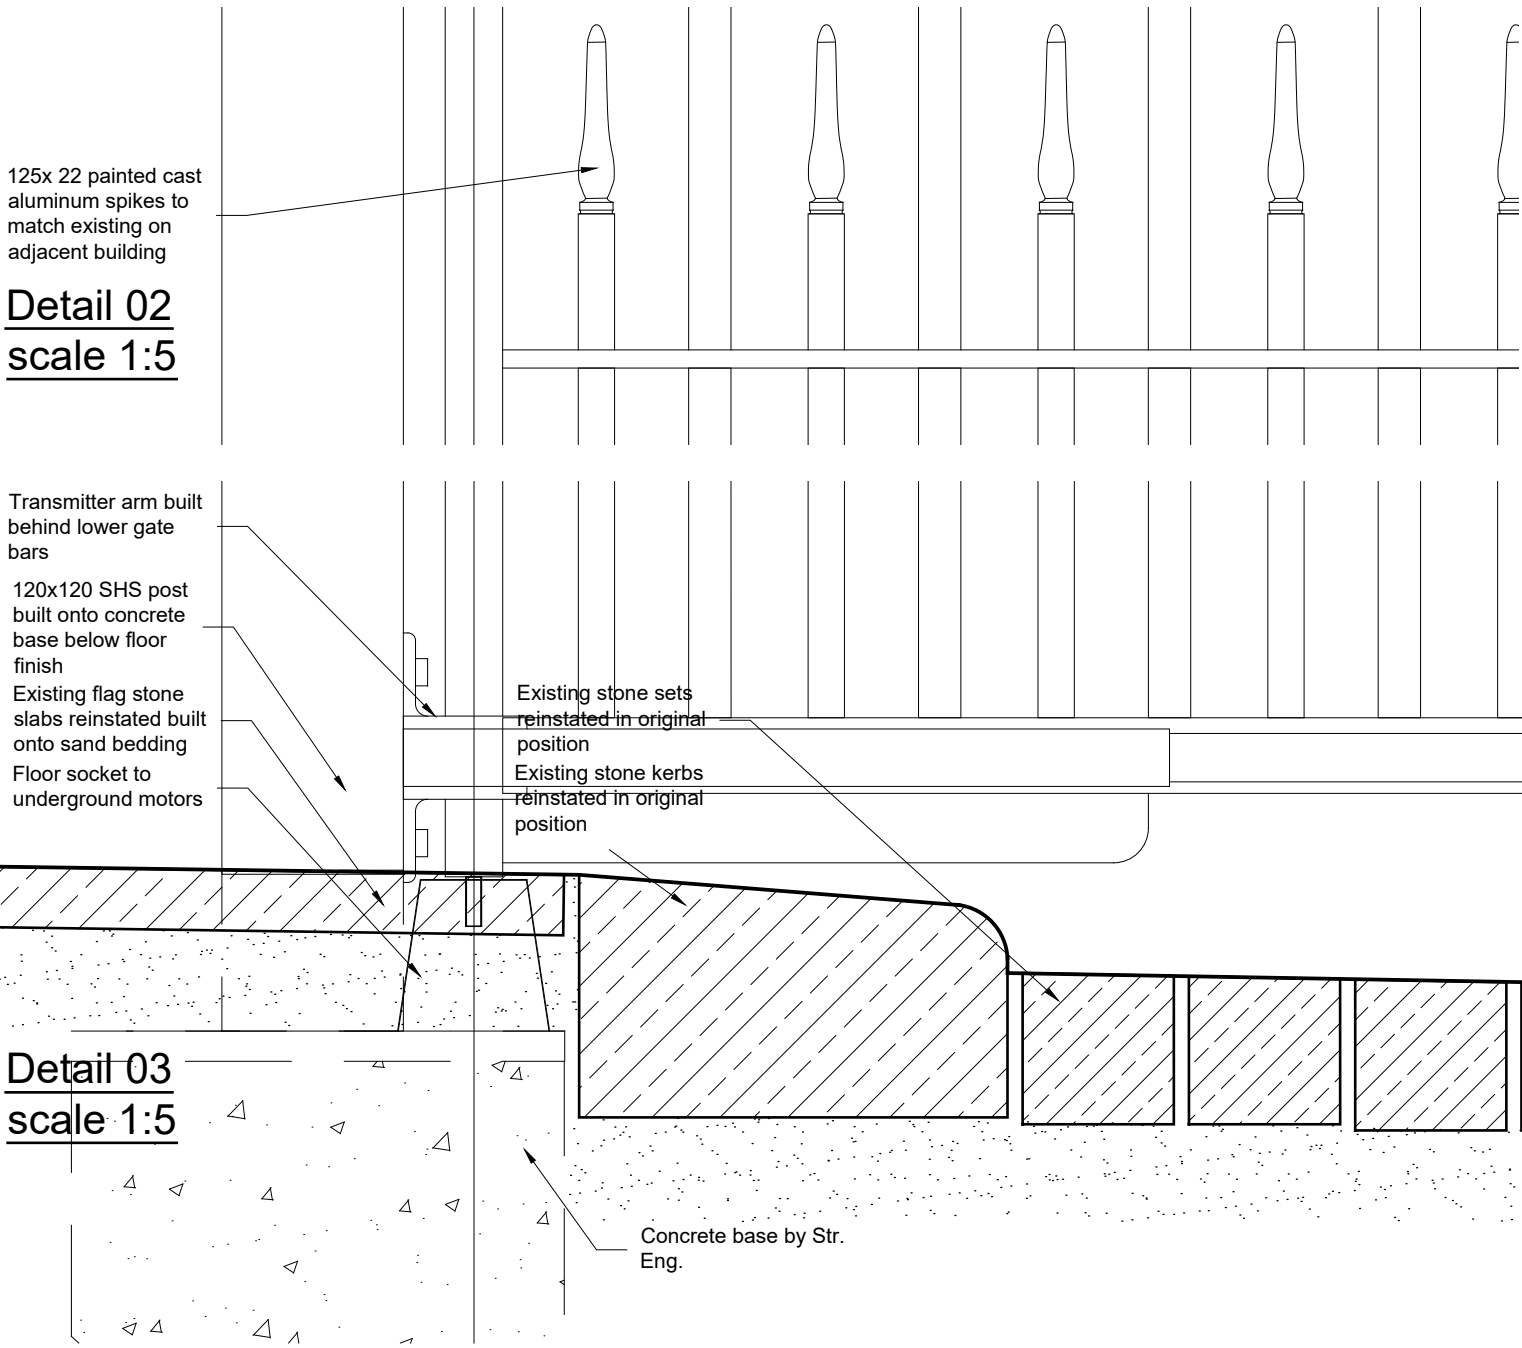 125x 22 painted cast
aluminum spikes to
match existing on
adjacent building
Detail 02
scale 1:5
Transmitter arm built
behind lower gate
bars
120x120 SHS post
built onto concrete
base below floor
finish
Existing flag stone
slabs reinstated built
onto sand bedding
Floor socket to
underground motors
Existing stone sets
reinstated in original
position
Existing stone kerbs
reinstated in original
position
Detail 03
scale 1:5
Concrete base by Str.
Eng.